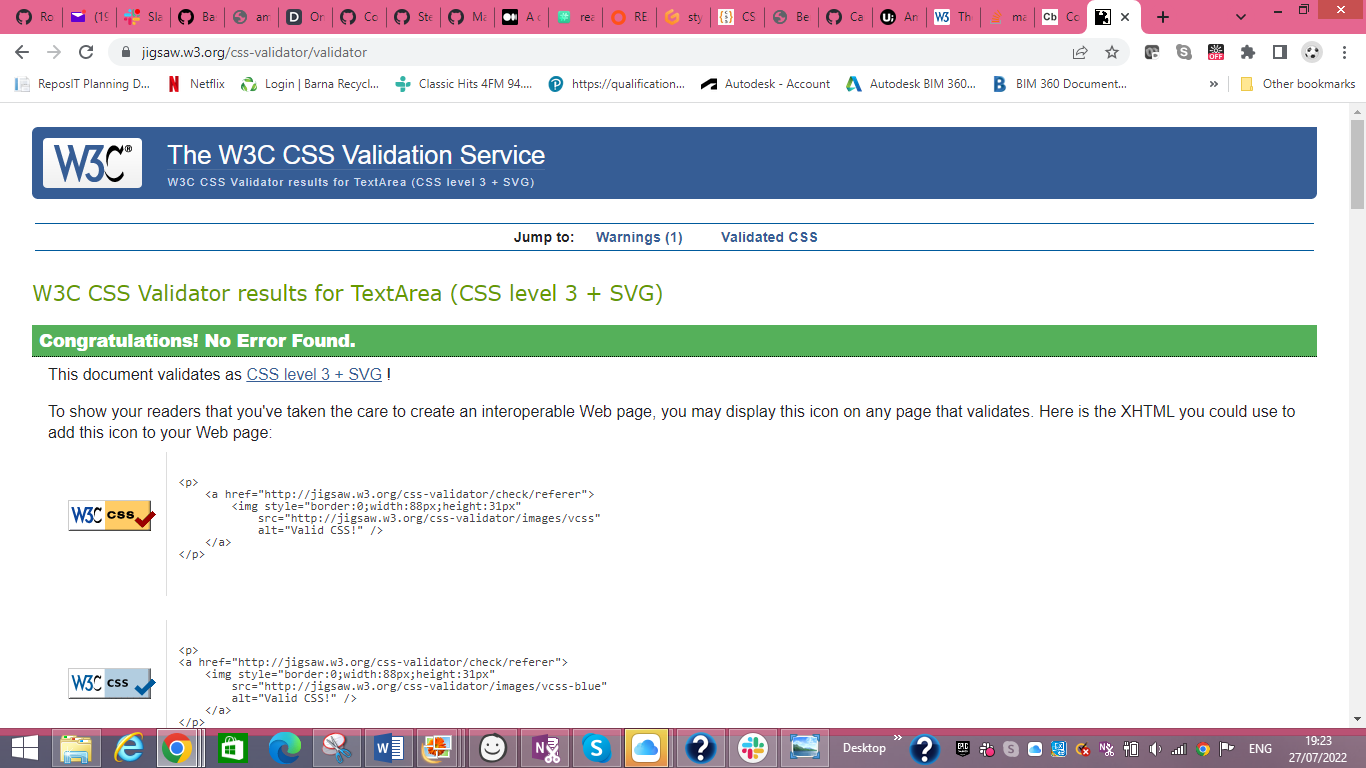 Ro
(19
Sla
Ba
an
Or
Co
Ste
Ma
A c
rea
RE
sty
CS
Be
Ca
An
Th
ma
Co
jigsaw.w3.org/css-validator/validator
ReposIT Planning D...
Netflix
Login | Barna Recycl...
Classic Hits 4FM 94....
https://qualification...
Autodesk - Account
Autodesk BIM 360...
BIM 360 Document...
»
Other bookmarks
W3C®
The W3C CSS Validation Service
W3C CSS Validator results for TextArea (CSS level 3 + SVG)
Jump to: Warnings (1) Validated CSS
W3C CSS Validator results for TextArea (CSS level 3 + SVG)
Congratulations! No Error Found.
This document validates as CSS level 3 + SVG !
To show your readers that you've taken the care to create an interoperable Web page, you may display this icon on any page that validates. Here is the XHTML you could use to
add this icon to your Web page:
W3C css
<p>
<a href="http://jigsaw.w3.org/css-validator/check/referer">
<img style="border:0;width:88px;height:31px"
src="http://jigsaw.w3.org/css-validator/images/vcss"
alt="Valid CSS!" />
</a>
</p>
W3C css
<p>
<a href="http://jigsaw.w3.org/css-validator/check/referer">
<img style="border:0;width:88px;height:31px"
src="http://jigsaw.w3.org/css-validator/images/vcss-blue"
alt="Valid CSS!" />
</a>
</p>
Desktop
»
ENG
19:23
27/07/2022